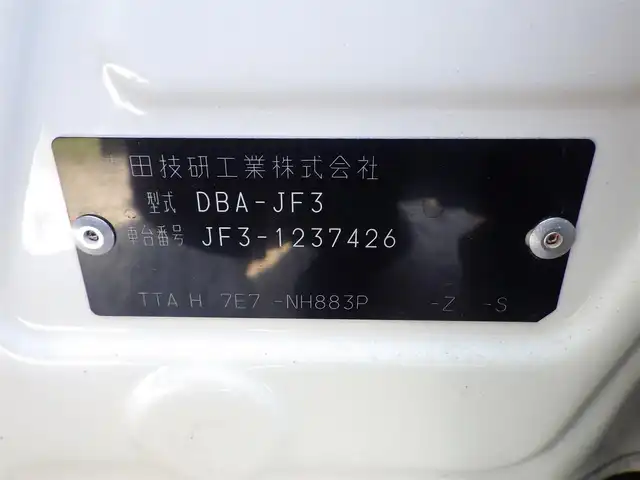 田技研工業株式会社
型式 DBA-JF3
車台番号 JF3-1237426
TTA H 7E7 -NH883P -Z -S